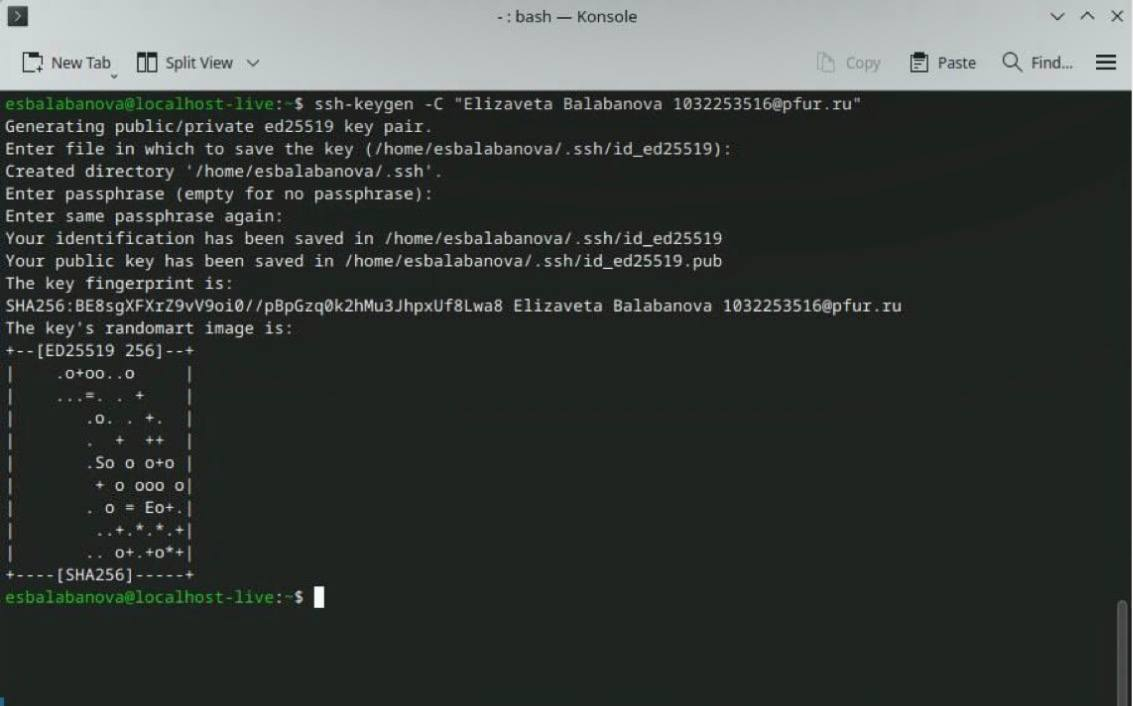 - : bash — Konsole
New Tab Split View Copy Paste Find...
esbalabanova@localhost-live:~$ ssh-keygen -C "Elizaveta Balabanova 1032253516@pfur.ru"
Generating public/private ed25519 key pair.
Enter file in which to save the key (/home/esbalabanova/.ssh/id_ed25519):
Created directory '/home/esbalabanova/.ssh'.
Enter passphrase (empty for no passphrase):
Enter same passphrase again:
Your identification has been saved in /home/esbalabanova/.ssh/id_ed25519
Your public key has been saved in /home/esbalabanova/.ssh/id_ed25519.pub
The key fingerprint is:
SHA256:BE8sgXFXrZ9vV9oi0//pBpGzq0k2hMu3JhpxUf8Lwa8 Elizaveta Balabanova 1032253516@pfur.ru
The key's randomart image is:
+--[ED25519 256]--+
|    .o+oo..o     |
|    ...=. . +    |
|       .o. . +.  |
|       .  +  ++  |
|       .So o o+o |
|        + o ooo o|
|       . o = Eo+.|
|        ..+.*.*.+|
|       .. o+.+o*+|
+----[SHA256]-----+
esbalabanova@localhost-live:~$